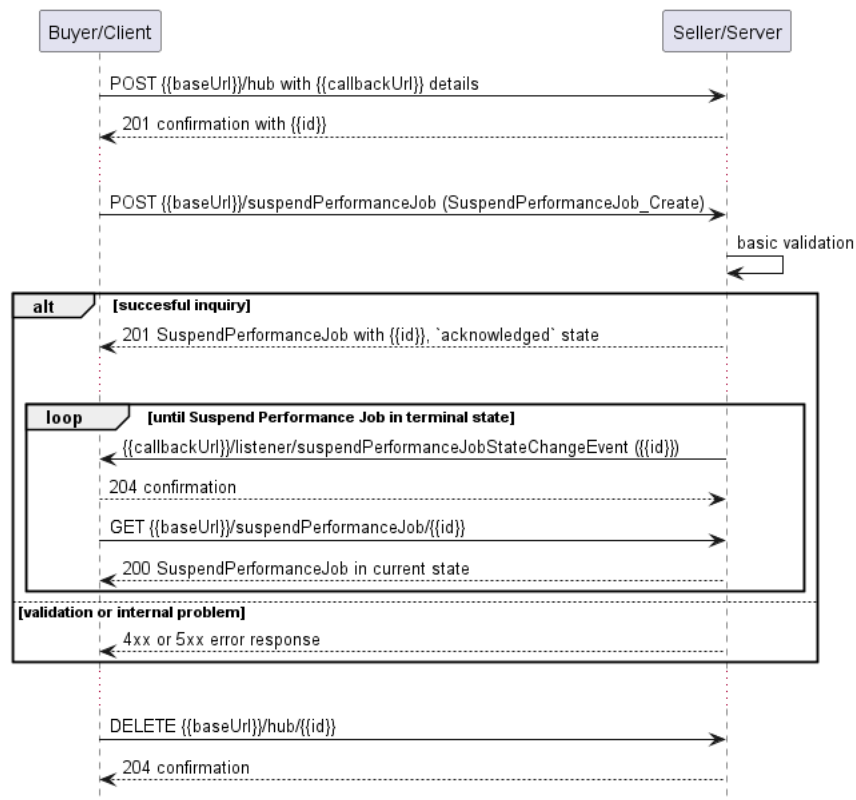 Buyer/Client
Seller/Server
POST {{baseUrl}}/hub with {{callbackUrl}} details
201 confirmation with {{id}}
POST {{baseUrl}}/suspendPerformanceJob (SuspendPerformanceJob_Create)
basic validation
alt [succesful inquiry]
201 SuspendPerformanceJob with {{id}}, `acknowledged` state
loop [until Suspend Performance Job in terminal state]
{{callbackUrl}}/listener/suspendPerformanceJobStateChangeEvent ({{id}})
204 confirmation
GET {{baseUrl}}/suspendPerformanceJob/{{id}}
200 SuspendPerformanceJob in current state
[validation or internal problem]
4xx or 5xx error response
DELETE {{baseUrl}}/hub/{{id}}
204 confirmation